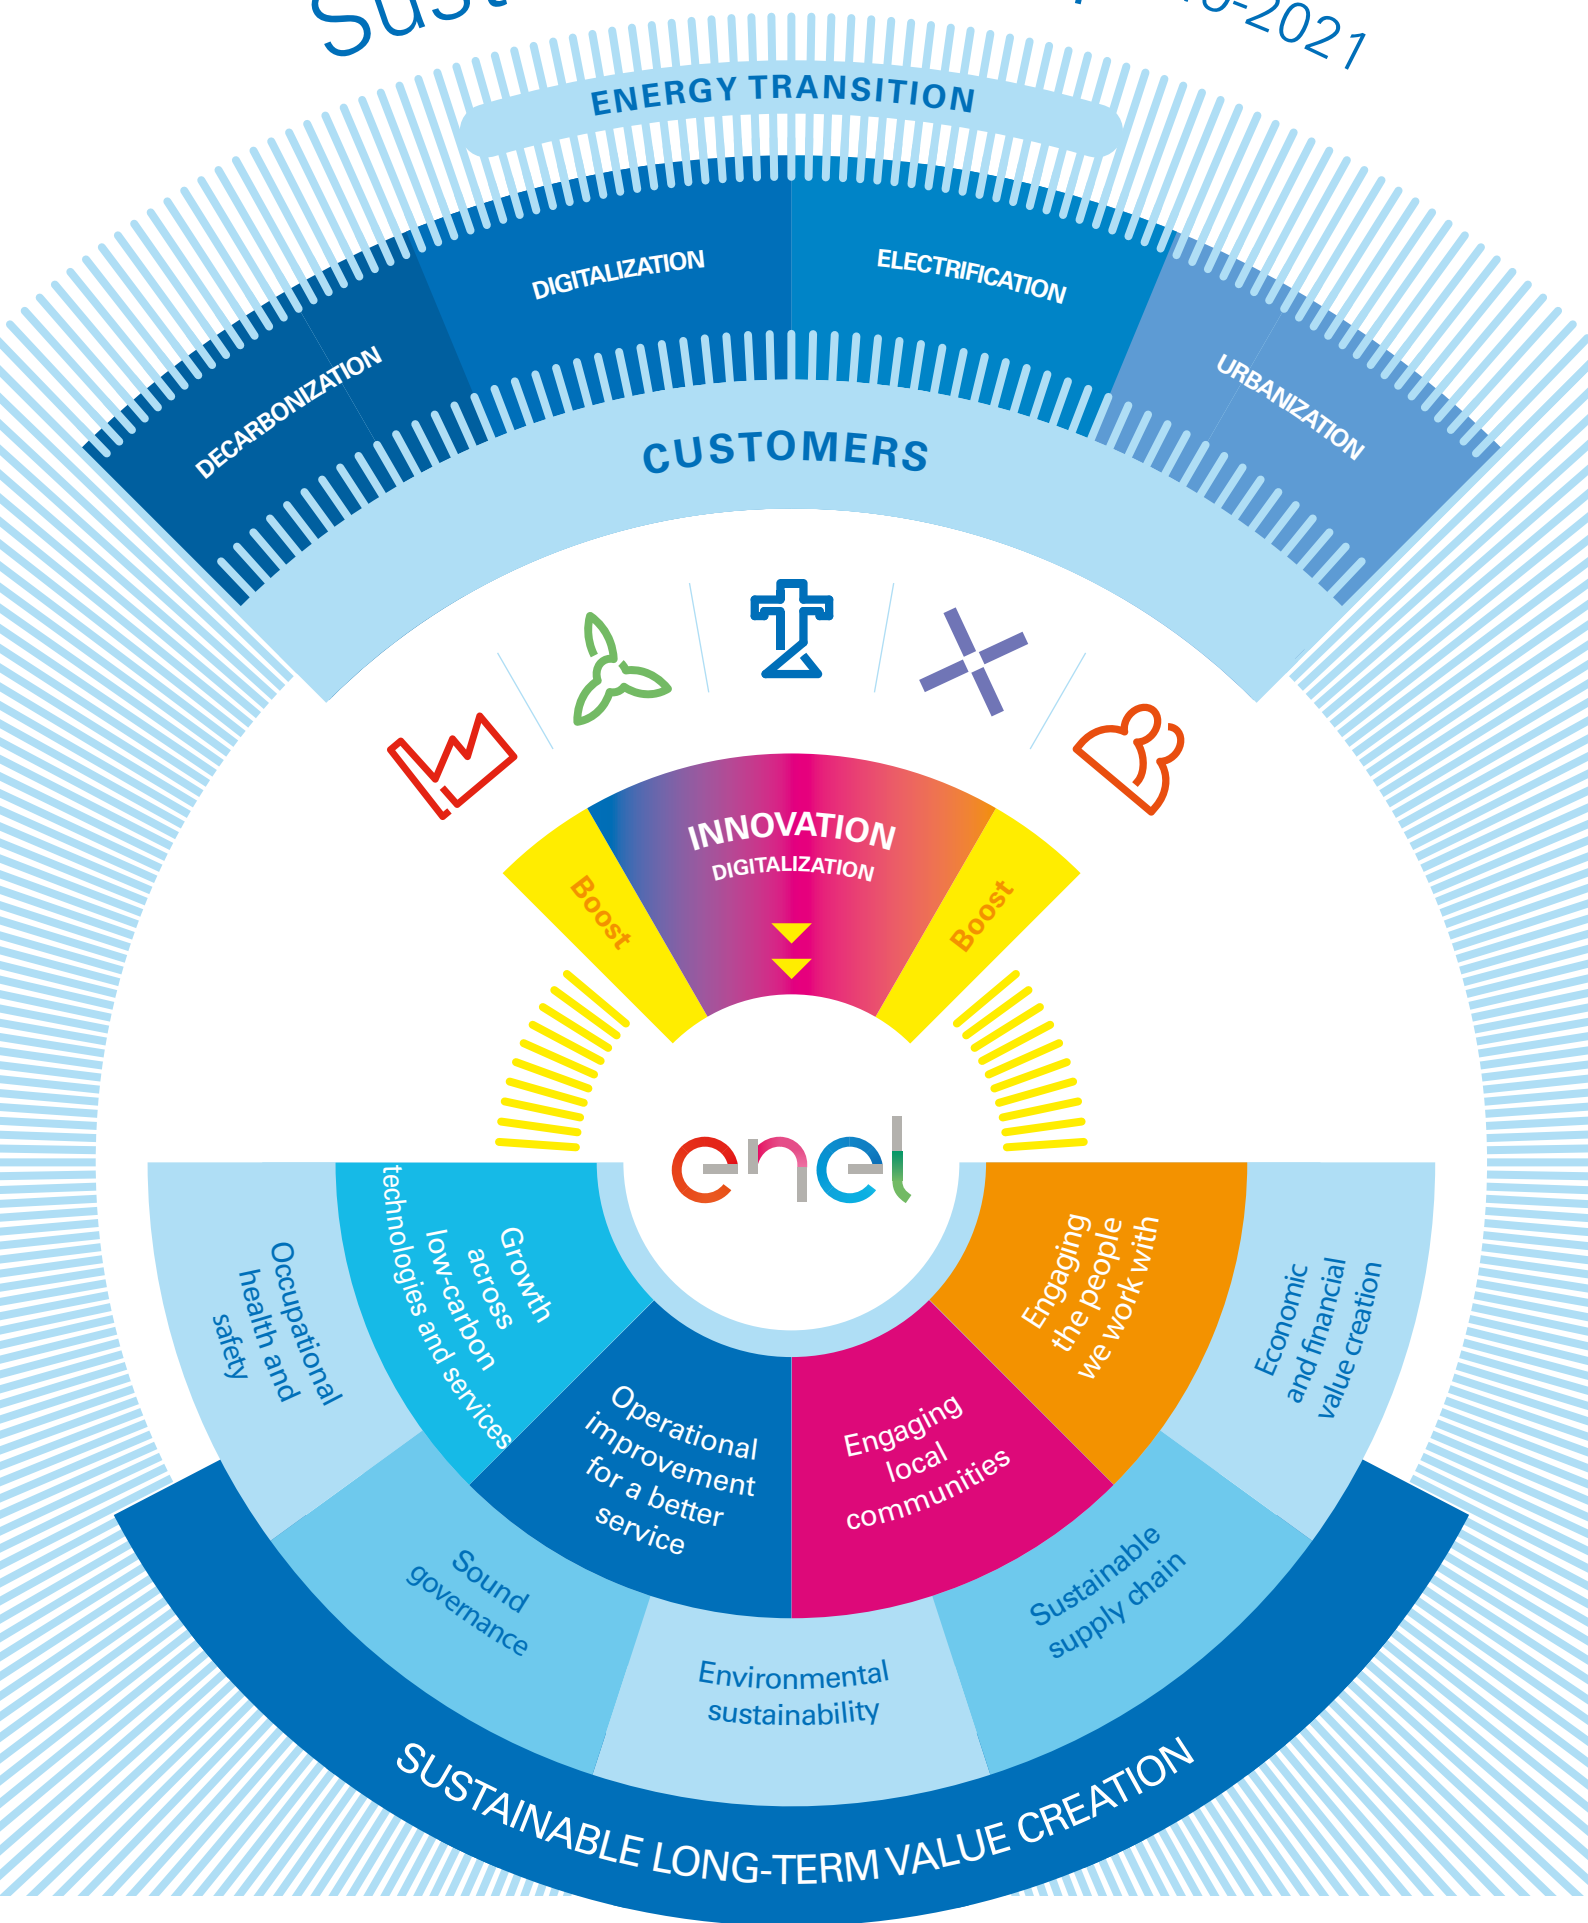 2021
ENERGY TRANSITION
DECARBONIZATION
DIGITALIZATION
ELECTRIFICATION
URBANIZATION
CUSTOMERS
INNOVATION
DIGITALIZATION
Boost
Boost
enel
Growth
across
low-carbon
technologies and services
Operational
improvement
for a better
service
Engaging
local
communities
Engaging
the people
we work with
Occupational
health and
safety
Sound
governance
Environmental
sustainability
Sustainable
supply chain
Economic
and financial
value creation
SUSTAINABLE LONG-TERM VALUE CREATION